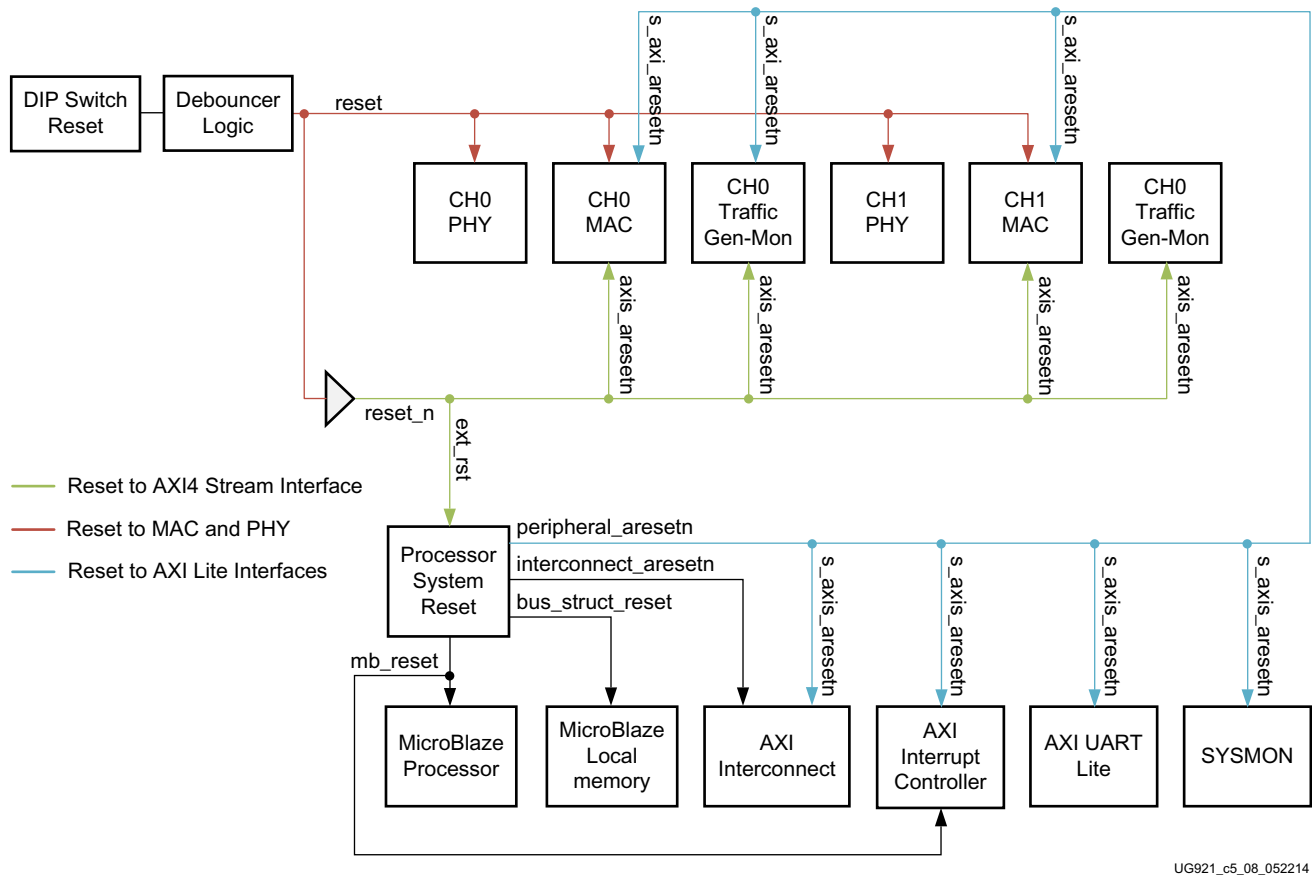 s_axi_aresetn
s_axi_aresetn
s_axi_aresetn
DIP Switch
Reset
Debouncer
Logic
reset
CH0
PHY
CH0
MAC
CH0
Traffic
Gen-Mon
CH1
PHY
CH1
MAC
CH0
Traffic
Gen-Mon
axis_aresetn
axis_aresetn
axis_aresetn
axis_aresetn
reset_n
ext_rst
Reset to AXI4 Stream Interface
Reset to MAC and PHY
Reset to AXI Lite Interfaces
Processor
System
Reset
peripheral_aresetn
interconnect_aresetn
bus_struct_reset
mb_reset
s_axis_aresetn
s_axis_aresetn
s_axis_aresetn
s_axis_aresetn
MicroBlaze
Processor
MicroBlaze
Local
memory
AXI
Interconnect
AXI
Interrupt
Controller
AXI UART
Lite
SYSMON
UG921_c5_08_052214